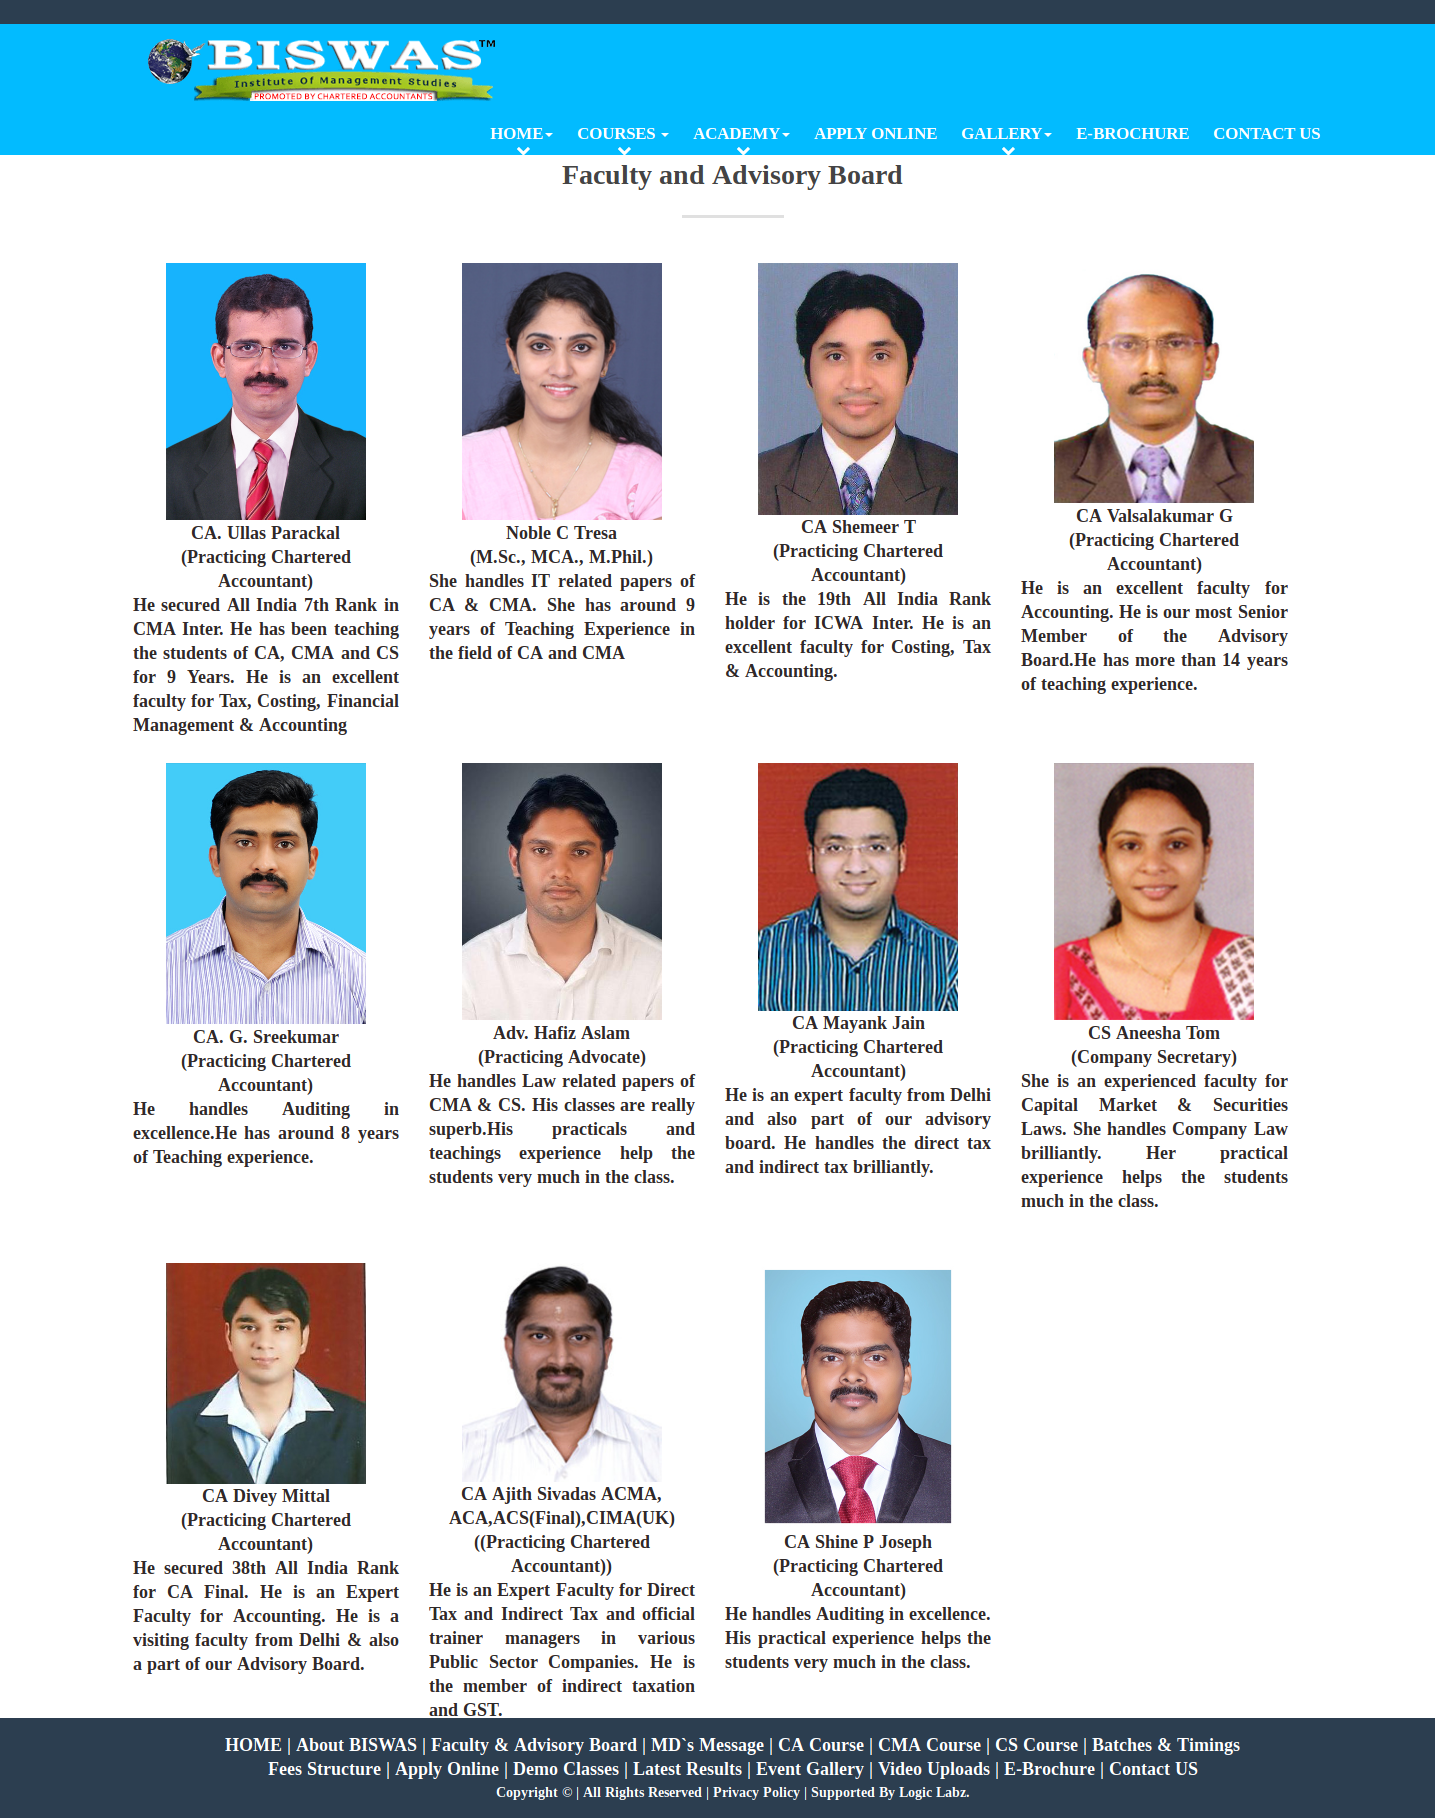 BISWAS™
Institute Of Management Studies
PROMOTED BY CHARTERED ACCOUNTANTS
HOME COURSES ACADEMY APPLY ONLINE GALLERY E-BROCHURE CONTACT US
Faculty and Advisory Board
CA. Ullas Parackal
(Practicing Chartered
Accountant)
He secured All India 7th Rank in
CMA Inter. He has been teaching
the students of CA, CMA and CS
for 9 Years. He is an excellent
faculty for Tax, Costing, Financial
Management & Accounting
Noble C Tresa
(M.Sc., MCA., M.Phil.)
She handles IT related papers of
CA & CMA. She has around 9
years of Teaching Experience in
the field of CA and CMA
CA Shemeer T
(Practicing Chartered
Accountant)
He is the 19th All India Rank
holder for ICWA Inter. He is an
excellent faculty for Costing, Tax
& Accounting.
CA Valsalakumar G
(Practicing Chartered
Accountant)
He is an excellent faculty for
Accounting. He is our most Senior
Member of the Advisory
Board.He has more than 14 years
of teaching experience.
CA. G. Sreekumar
(Practicing Chartered
Accountant)
He handles Auditing in
excellence.He has around 8 years
of Teaching experience.
Adv. Hafiz Aslam
(Practicing Advocate)
He handles Law related papers of
CMA & CS. His classes are really
superb.His practicals and
teachings experience help the
students very much in the class.
CA Mayank Jain
(Practicing Chartered
Accountant)
He is an expert faculty from Delhi
and also part of our advisory
board. He handles the direct tax
and indirect tax brilliantly.
CS Aneesha Tom
(Company Secretary)
She is an experienced faculty for
Capital Market & Securities
Laws. She handles Company Law
brilliantly. Her practical
experience helps the students
much in the class.
CA Divey Mittal
(Practicing Chartered
Accountant)
He secured 38th All India Rank
for CA Final. He is an Expert
Faculty for Accounting. He is a
visiting faculty from Delhi & also
a part of our Advisory Board.
CA Ajith Sivadas ACMA,
ACA,ACS(Final),CIMA(UK)
((Practicing Chartered
Accountant))
He is an Expert Faculty for Direct
Tax and Indirect Tax and official
trainer managers in various
Public Sector Companies. He is
the member of indirect taxation
and GST.
CA Shine P Joseph
(Practicing Chartered
Accountant)
He handles Auditing in excellence.
His practical experience helps the
students very much in the class.
HOME | About BISWAS | Faculty & Advisory Board | MD`s Message | CA Course | CMA Course | CS Course | Batches & Timings
Fees Structure | Apply Online | Demo Classes | Latest Results | Event Gallery | Video Uploads | E-Brochure | Contact US
Copyright © | All Rights Reserved | Privacy Policy | Supported By Logic Labz.